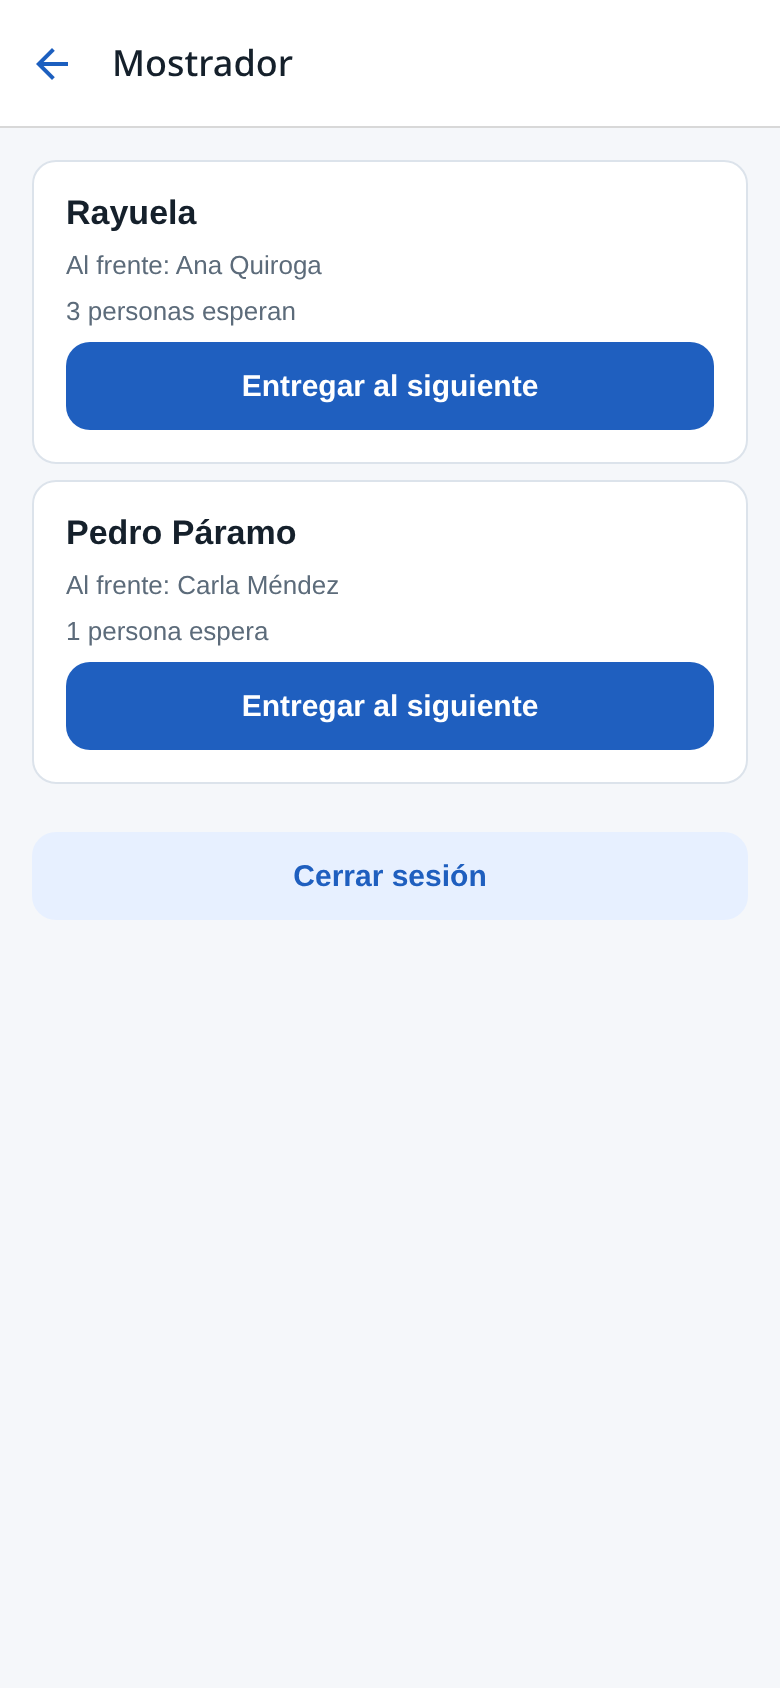 Mostrador
Rayuela
Al frente: Ana Quiroga
3 personas esperan
Entregar al siguiente
Pedro Páramo
Al frente: Carla Méndez
1 persona espera
Entregar al siguiente
Cerrar sesión